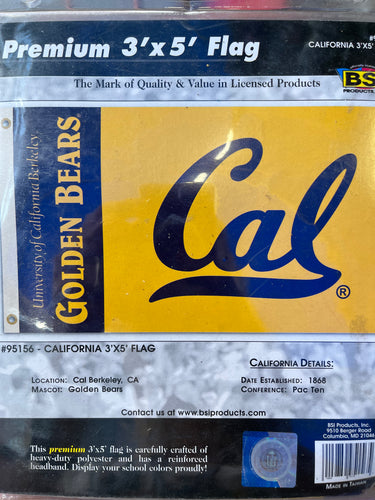 Premium 3'x5' Flag
CALIFORNIA 3'X5'
The Mark of Quality & Value in Licensed Products
BSI
PRODUCTS
University of California Berkeley
GOLDEN BEARS
Cal
®
#95156 - CALIFORNIA 3'X5' FLAG
CALIFORNIA DETAILS:
LOCATION: Cal Berkeley, CA
DATE ESTABLISHED: 1868
MASCOT: Golden Bears
CONFERENCE: Pac Ten
Contact us at www.bsiproducts.com
This premium 3'x5' flag is carefully crafted of
heavy-duty polyester and has a reinforced
headband. Display your school colors proudly!
BSI Products, Inc.
9510 Berger Road
Columbia, MD 21046
MADE IN TAIWAN